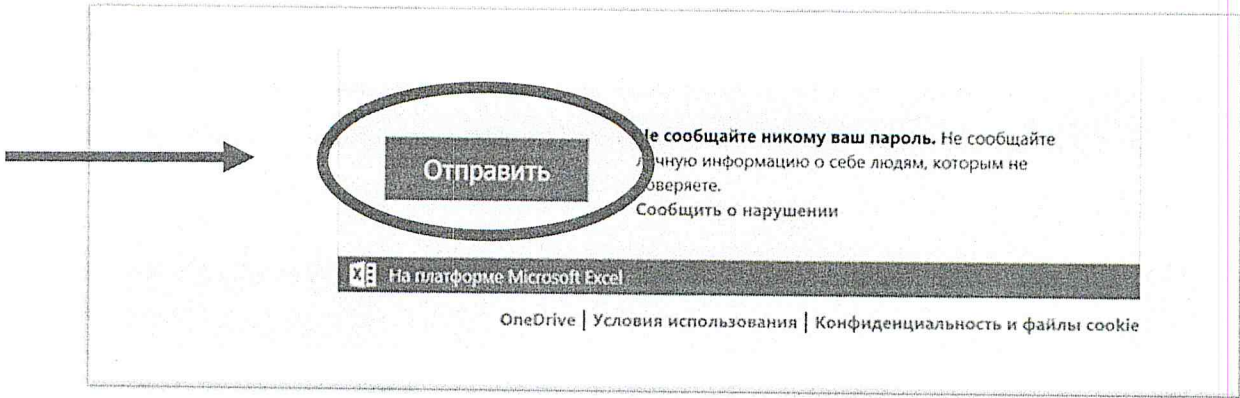 Отправить
Не сообщайте никому ваш пароль. Не сообщайте
личную информацию о себе людям, которым не
доверяете.
Сообщить о нарушении
На платформе Microsoft Excel
OneDrive | Условия использования | Конфиденциальность и файлы cookie